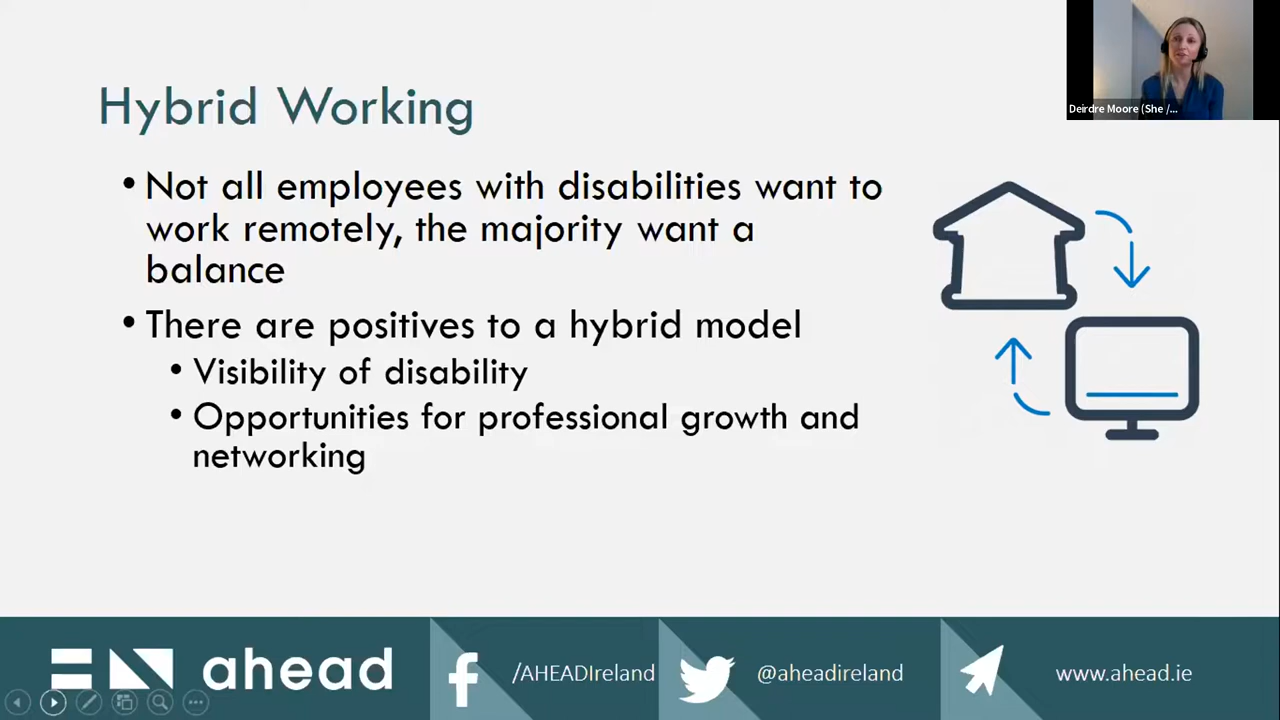 Deirdre Moore (She /...
Hybrid Working
• Not all employees with disabilities want to
work remotely, the majority want a
balance
• There are positives to a hybrid model
• Visibility of disability
• Opportunities for professional growth and
networking
ahead
/AHEADIreland
@aheadireland
www.ahead.ie